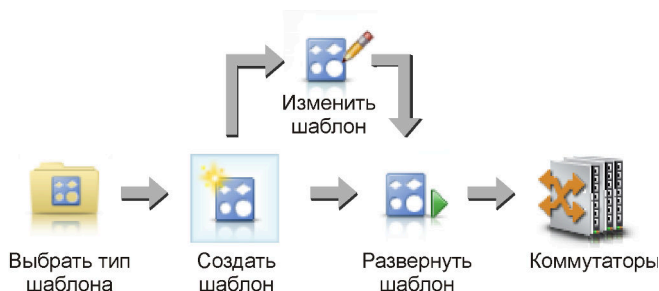 Изменить
шаблон
Выбрать тип
шаблона
Создать
шаблон
Развернуть
шаблон
Коммутаторы